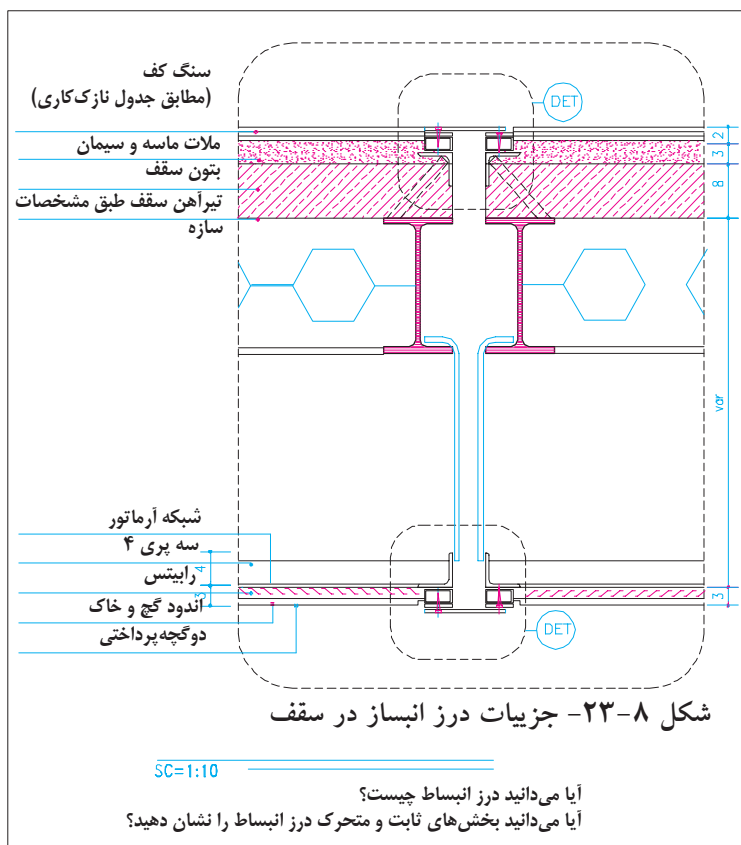 سنگ کف
(مطابق جدول نازک‌کاری)
DET
ملات ماسه و سیمان
بتون سقف
تیرآهن سقف طبق مشخصات
سازه
2
3
8
var
شبکه آرماتور
سه پری ۴
رابیتس
اندود گچ و خاک
دوگچه‌پرداختی
4
3
3
DET
شکل ۸-۲۳- جزییات درز انبساز در سقف
SC=1:10
آیا می‌دانید درز انبساط چیست؟
آیا می‌دانید بخش‌های ثابت و متحرک درز انبساط را نشان دهید؟